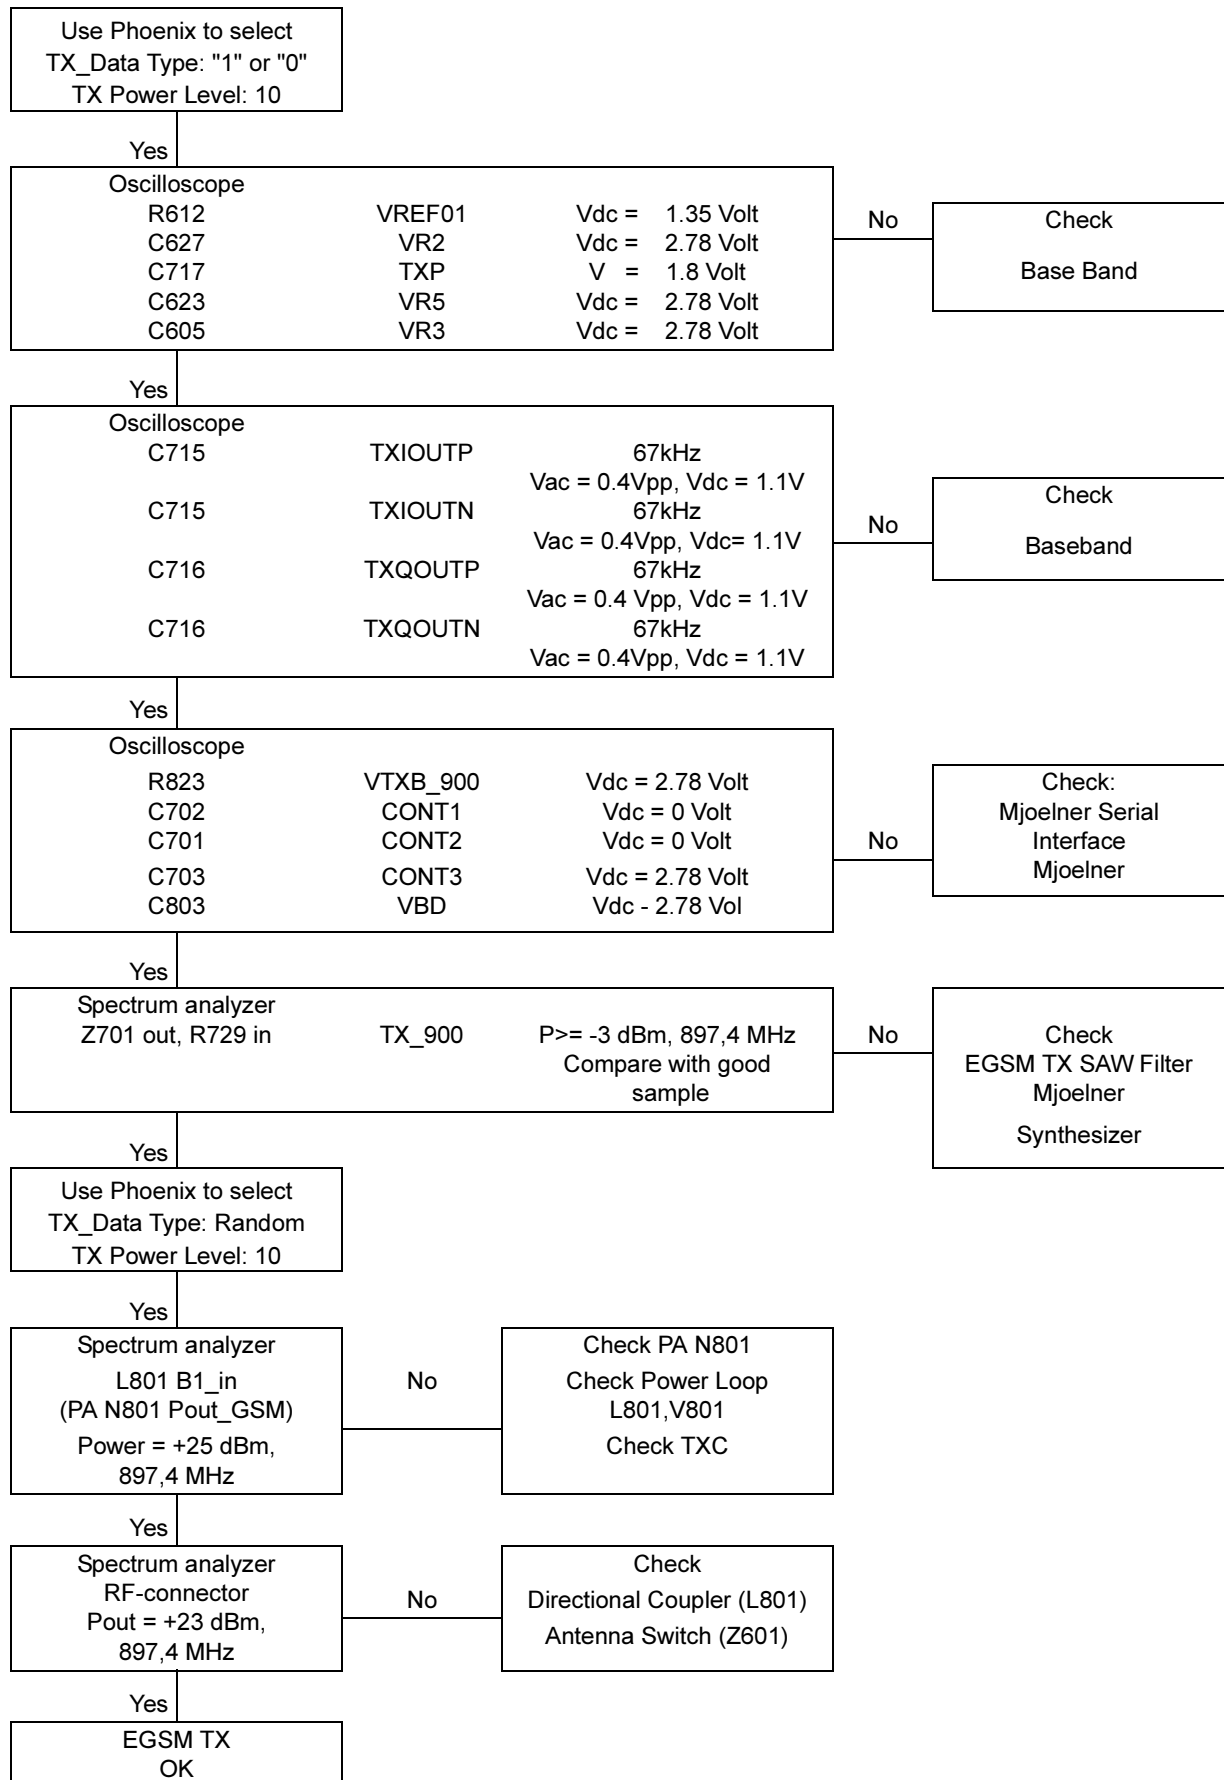 Use Phoenix to select
TX_Data Type: "1" or "0"
TX Power Level: 10
Yes
Oscilloscope
R612 VREF01 Vdc = 1.35 Volt
C627 VR2 Vdc = 2.78 Volt
C717 TXP V = 1.8 Volt
C623 VR5 Vdc = 2.78 Volt
C605 VR3 Vdc = 2.78 Volt
No
Check
Base Band
Yes
Oscilloscope
C715 TXIOUTP 67kHz
Vac = 0.4Vpp, Vdc = 1.1V
C715 TXIOUTN 67kHz
Vac = 0.4Vpp, Vdc= 1.1V
C716 TXQOUTP 67kHz
Vac = 0.4 Vpp, Vdc = 1.1V
C716 TXQOUTN 67kHz
Vac = 0.4Vpp, Vdc = 1.1V
No
Check
Baseband
Yes
Oscilloscope
R823 VTXB_900 Vdc = 2.78 Volt
C702 CONT1 Vdc = 0 Volt
C701 CONT2 Vdc = 0 Volt
C703 CONT3 Vdc = 2.78 Volt
C803 VBD Vdc - 2.78 Vol
No
Check:
Mjoelner Serial
Interface
Mjoelner
Yes
Spectrum analyzer
Z701 out, R729 in TX_900 P>= -3 dBm, 897,4 MHz
Compare with good
sample
No
Check
EGSM TX SAW Filter
Mjoelner
Synthesizer
Yes
Use Phoenix to select
TX_Data Type: Random
TX Power Level: 10
Yes
Spectrum analyzer
L801 B1_in
(PA N801 Pout_GSM)
Power = +25 dBm,
897,4 MHz
No
Check PA N801
Check Power Loop
L801,V801
Check TXC
Yes
Spectrum analyzer
RF-connector
Pout = +23 dBm,
897,4 MHz
No
Check
Directional Coupler (L801)
Antenna Switch (Z601)
Yes
EGSM TX
OK